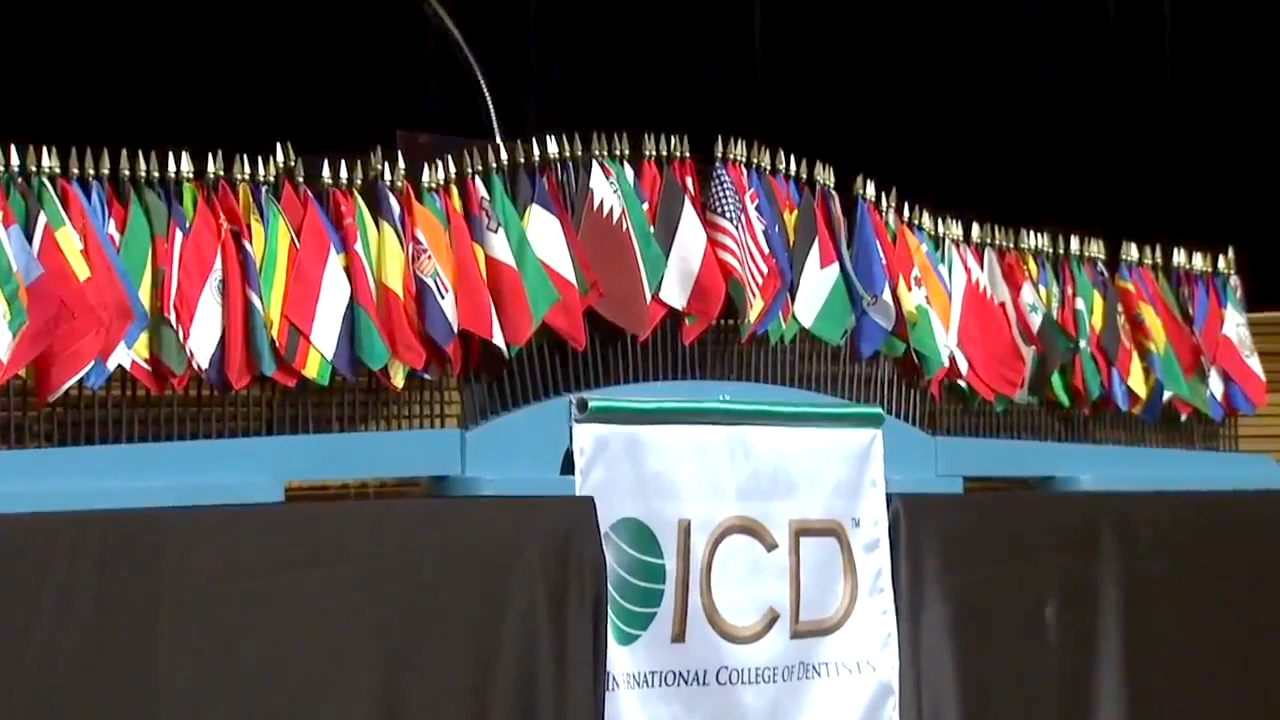 ICD™
INTERNATIONAL COLLEGE OF DENTISTS